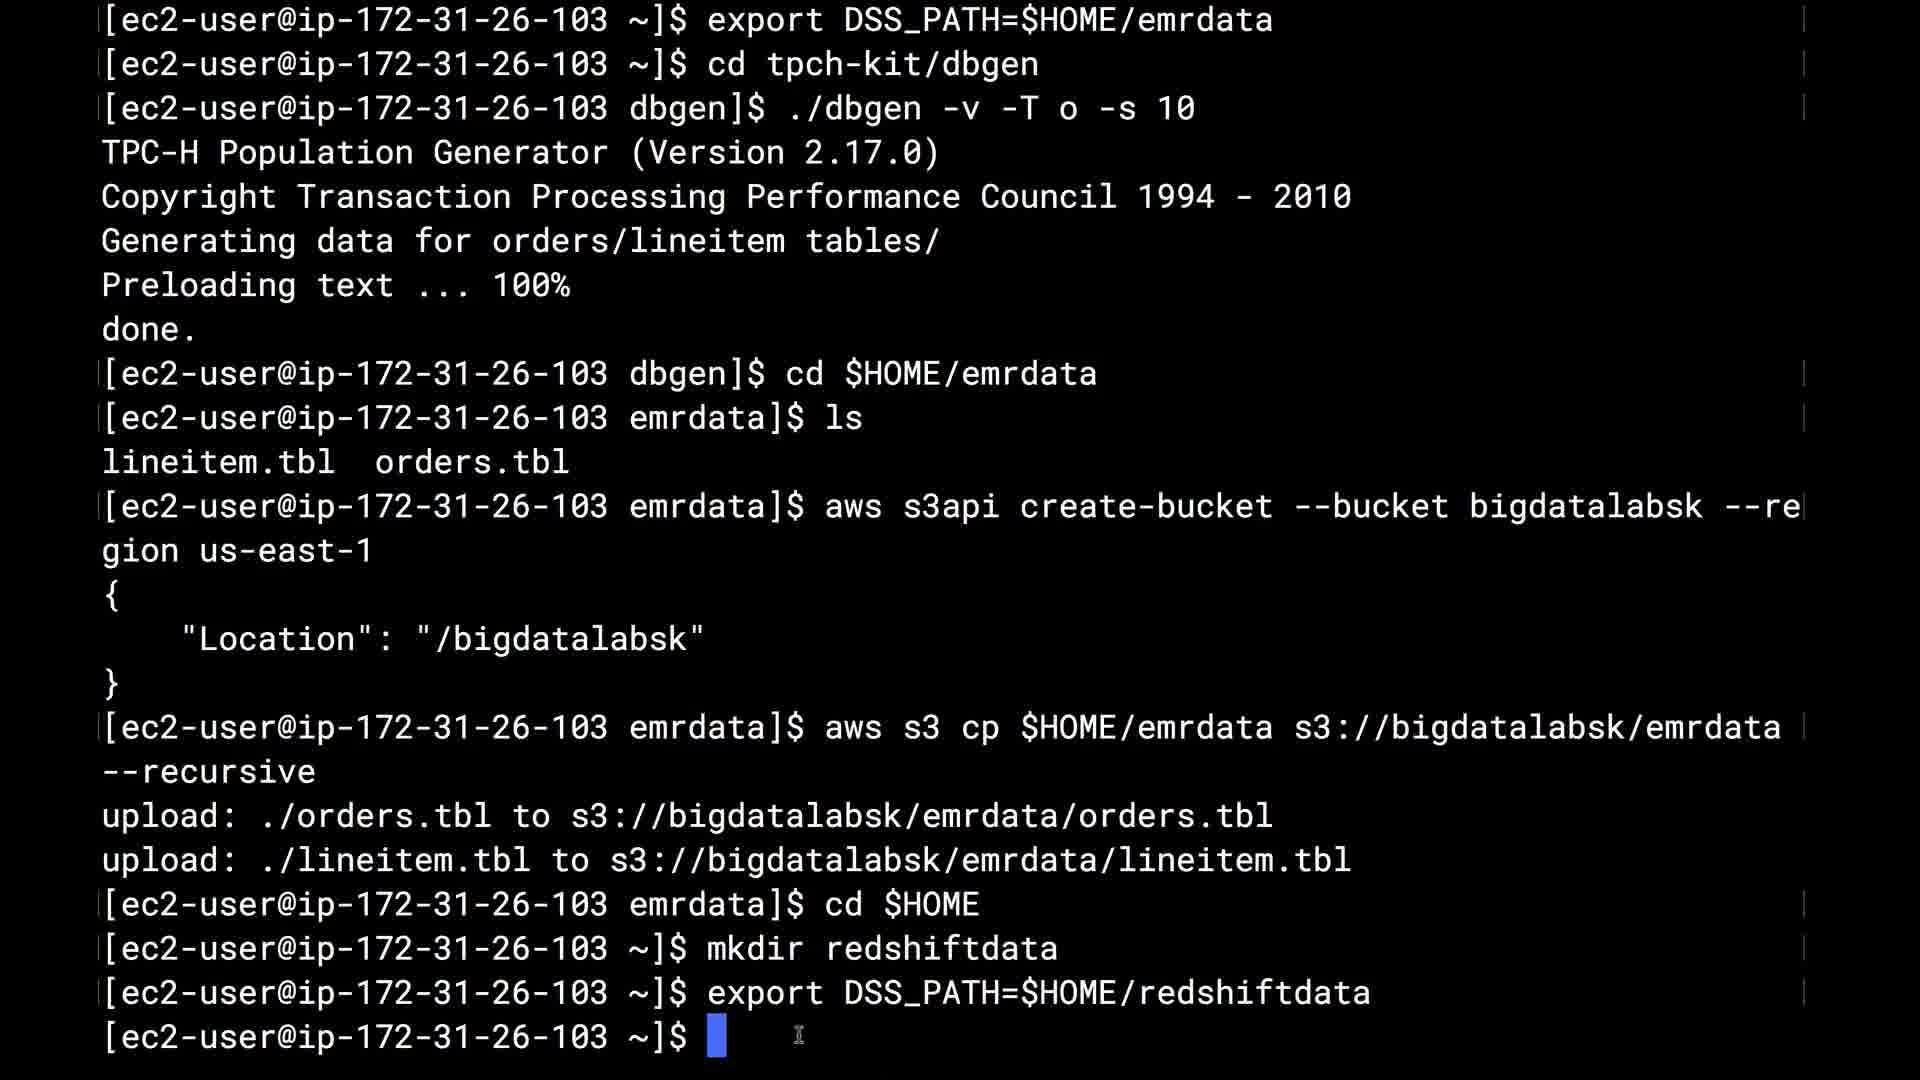 [ec2-user@ip-172-31-26-103 ~]$ export DSS_PATH=$HOME/emrdata
[ec2-user@ip-172-31-26-103 ~]$ cd tpch-kit/dbgen
[ec2-user@ip-172-31-26-103 dbgen]$ ./dbgen -v -T o -s 10
TPC-H Population Generator (Version 2.17.0)
Copyright Transaction Processing Performance Council 1994 - 2010
Generating data for orders/lineitem tables/
Preloading text ... 100%
done.
[ec2-user@ip-172-31-26-103 dbgen]$ cd $HOME/emrdata
[ec2-user@ip-172-31-26-103 emrdata]$ ls
lineitem.tbl  orders.tbl
[ec2-user@ip-172-31-26-103 emrdata]$ aws s3api create-bucket --bucket bigdatalabsk --re
gion us-east-1
{
    "Location": "/bigdatalabsk"
}
[ec2-user@ip-172-31-26-103 emrdata]$ aws s3 cp $HOME/emrdata s3://bigdatalabsk/emrdata
--recursive
upload: ./orders.tbl to s3://bigdatalabsk/emrdata/orders.tbl
upload: ./lineitem.tbl to s3://bigdatalabsk/emrdata/lineitem.tbl
[ec2-user@ip-172-31-26-103 emrdata]$ cd $HOME
[ec2-user@ip-172-31-26-103 ~]$ mkdir redshiftdata
[ec2-user@ip-172-31-26-103 ~]$ export DSS_PATH=$HOME/redshiftdata
[ec2-user@ip-172-31-26-103 ~]$